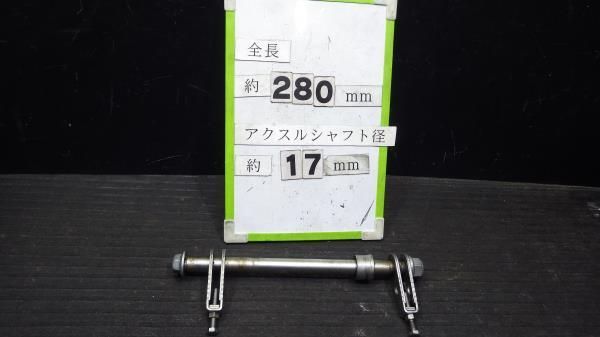 全長
約 280 mm
アクスルシャフト径
約 17 mm